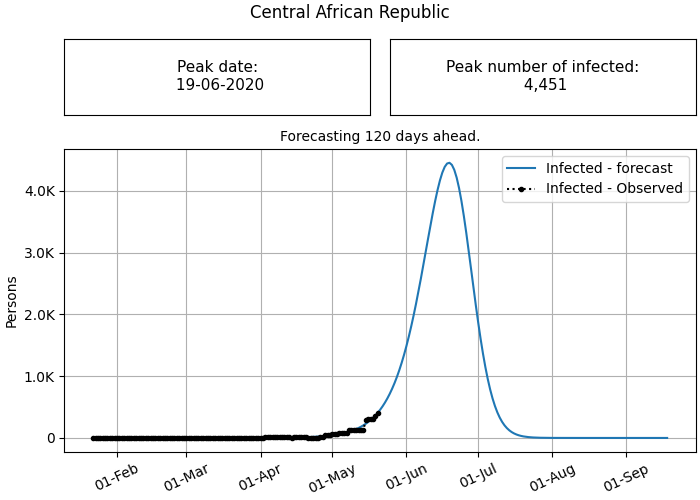 Central African Republic
Peak date:
19-06-2020
Peak number of infected:
4,451
Forecasting 120 days ahead.
Infected - forecast
Infected - Observed
Persons
4.0K
3.0K
2.0K
1.0K
0
01-Feb
01-Mar
01-Apr
01-May
01-Jun
01-Jul
01-Aug
01-Sep